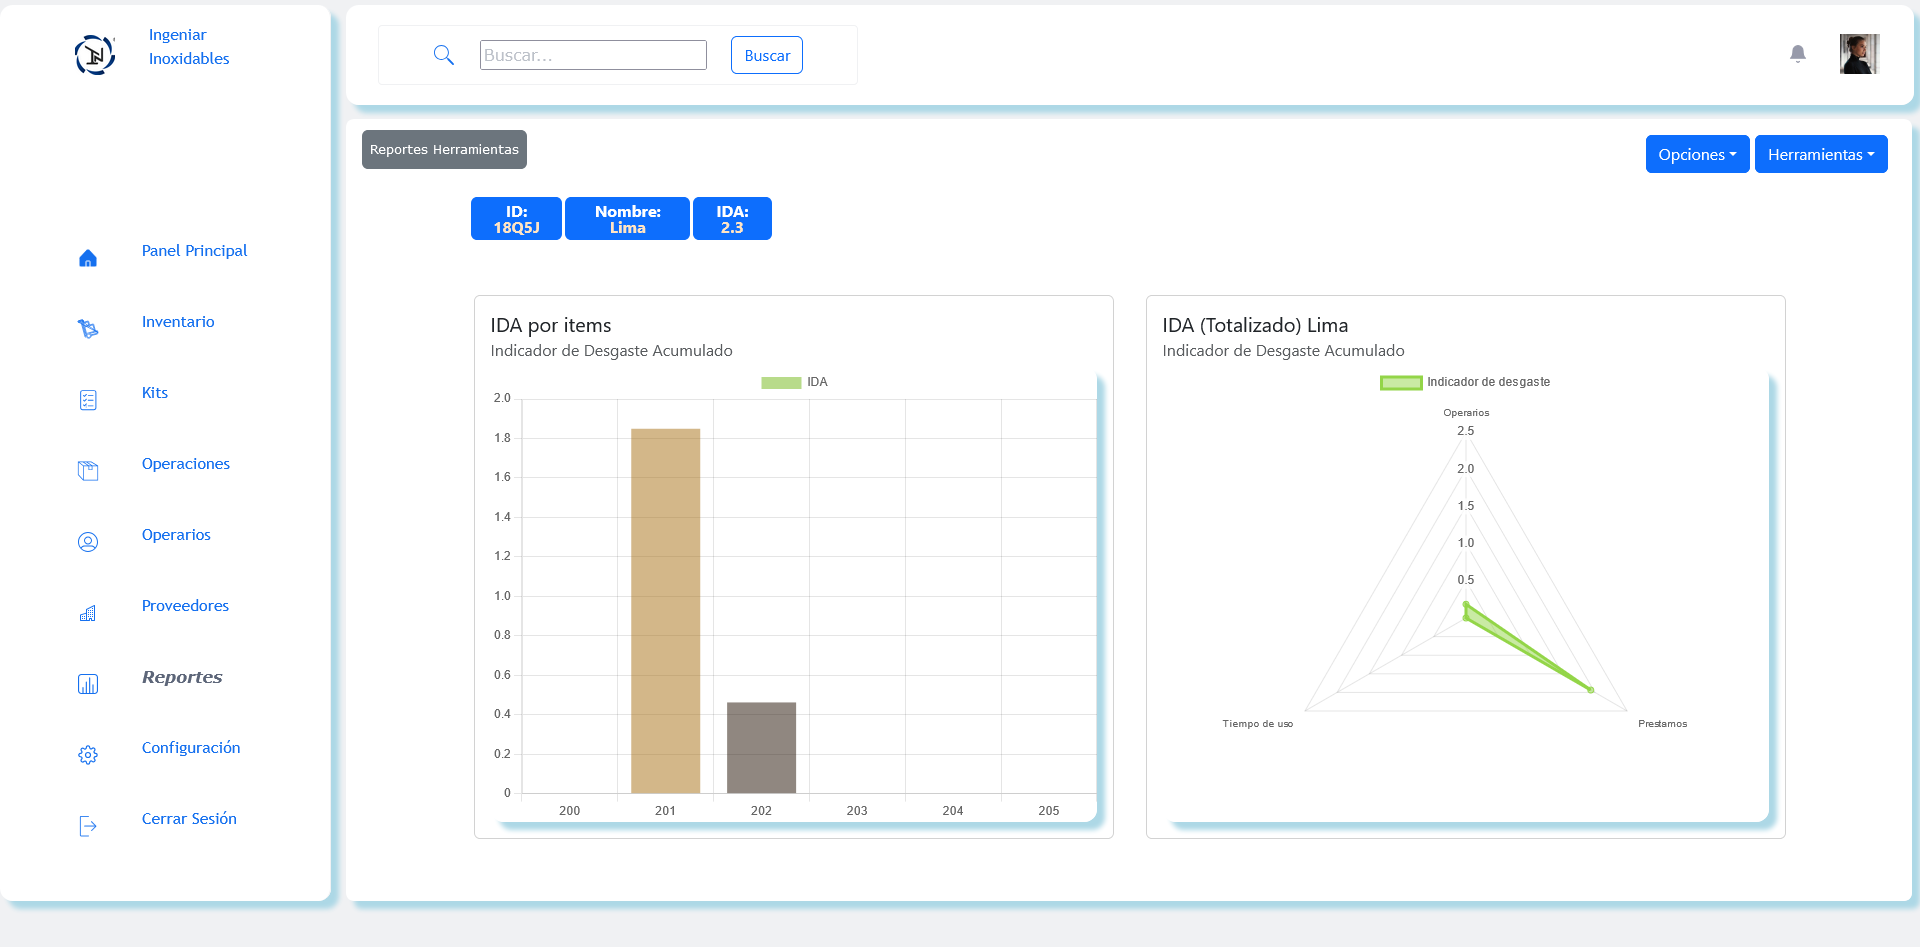 Ingeniar
Inoxidables
Buscar...
Buscar
Panel Principal
Inventario
Kits
Operaciones
Operarios
Proveedores
Reportes
Configuración
Cerrar Sesión
Reportes Herramientas
Opciones
Herramientas
ID:
18Q5J
Nombre:
Lima
IDA:
2.3
IDA por items
Indicador de Desgaste Acumulado
IDA
2.0
1.8
1.6
1.4
1.2
1.0
0.8
0.6
0.4
0.2
0
200 201 202 203 204 205
IDA (Totalizado) Lima
Indicador de Desgaste Acumulado
Indicador de desgaste
Operarios
2.5
2.0
1.5
1.0
0.5
Tiempo de uso
Prestamos